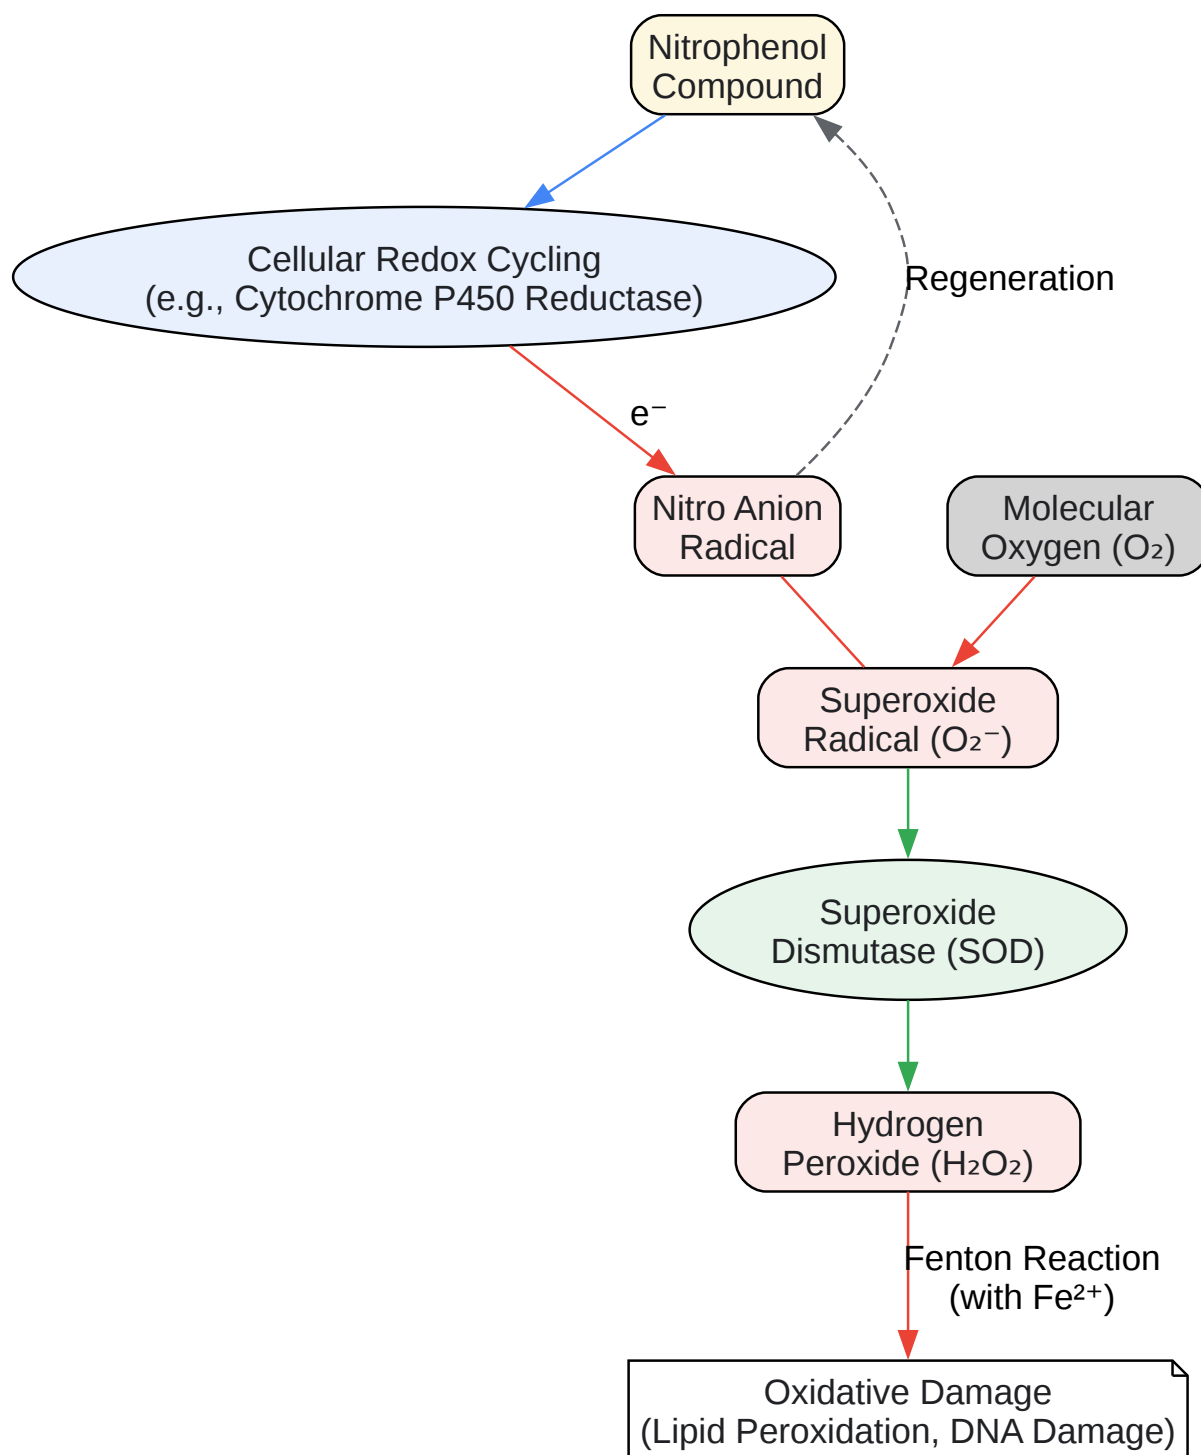 Nitrophenol
Compound
Cellular Redox Cycling
(e.g., Cytochrome P450 Reductase)
Regeneration
e⁻
Nitro Anion
Radical
Molecular
Oxygen (O₂)
Superoxide
Radical (O₂⁻)
Superoxide
Dismutase (SOD)
Hydrogen
Peroxide (H₂O₂)
Fenton Reaction
(with Fe²⁺)
Oxidative Damage
(Lipid Peroxidation, DNA Damage)